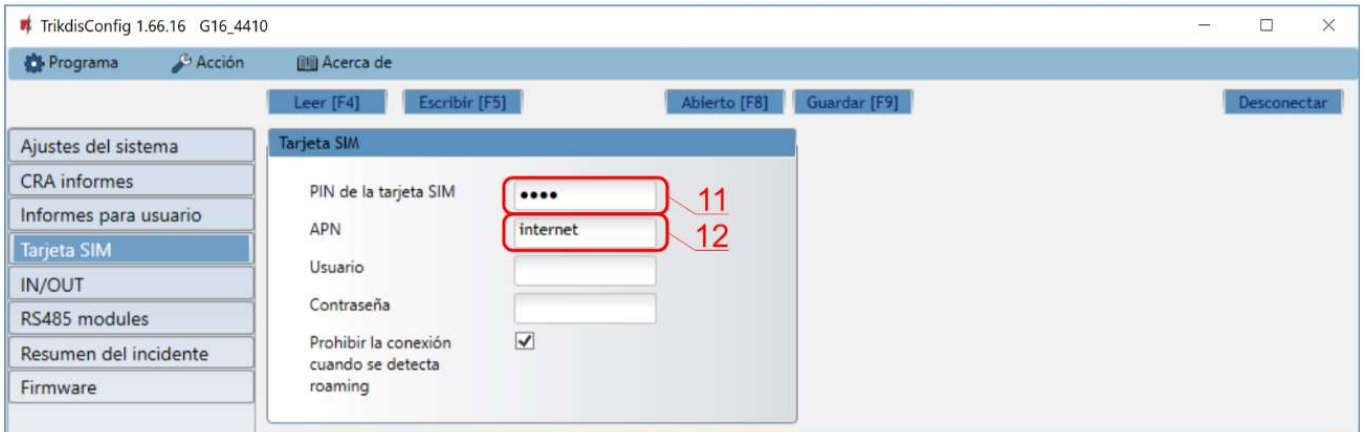 TrikdisConfig 1.66.16 G16_4410
Programa Acción Acerca de
Leer [F4] Escribir [F5] Abierto [F8] Guardar [F9] Desconectar
Ajustes del sistema
CRA informes
Informes para usuario
Tarjeta SIM
IN/OUT
RS485 modules
Resumen del incidente
Firmware
Tarjeta SIM
PIN de la tarjeta SIM •••• 11
APN internet 12
Usuario
Contraseña
Prohibir la conexión
cuando se detecta
roaming